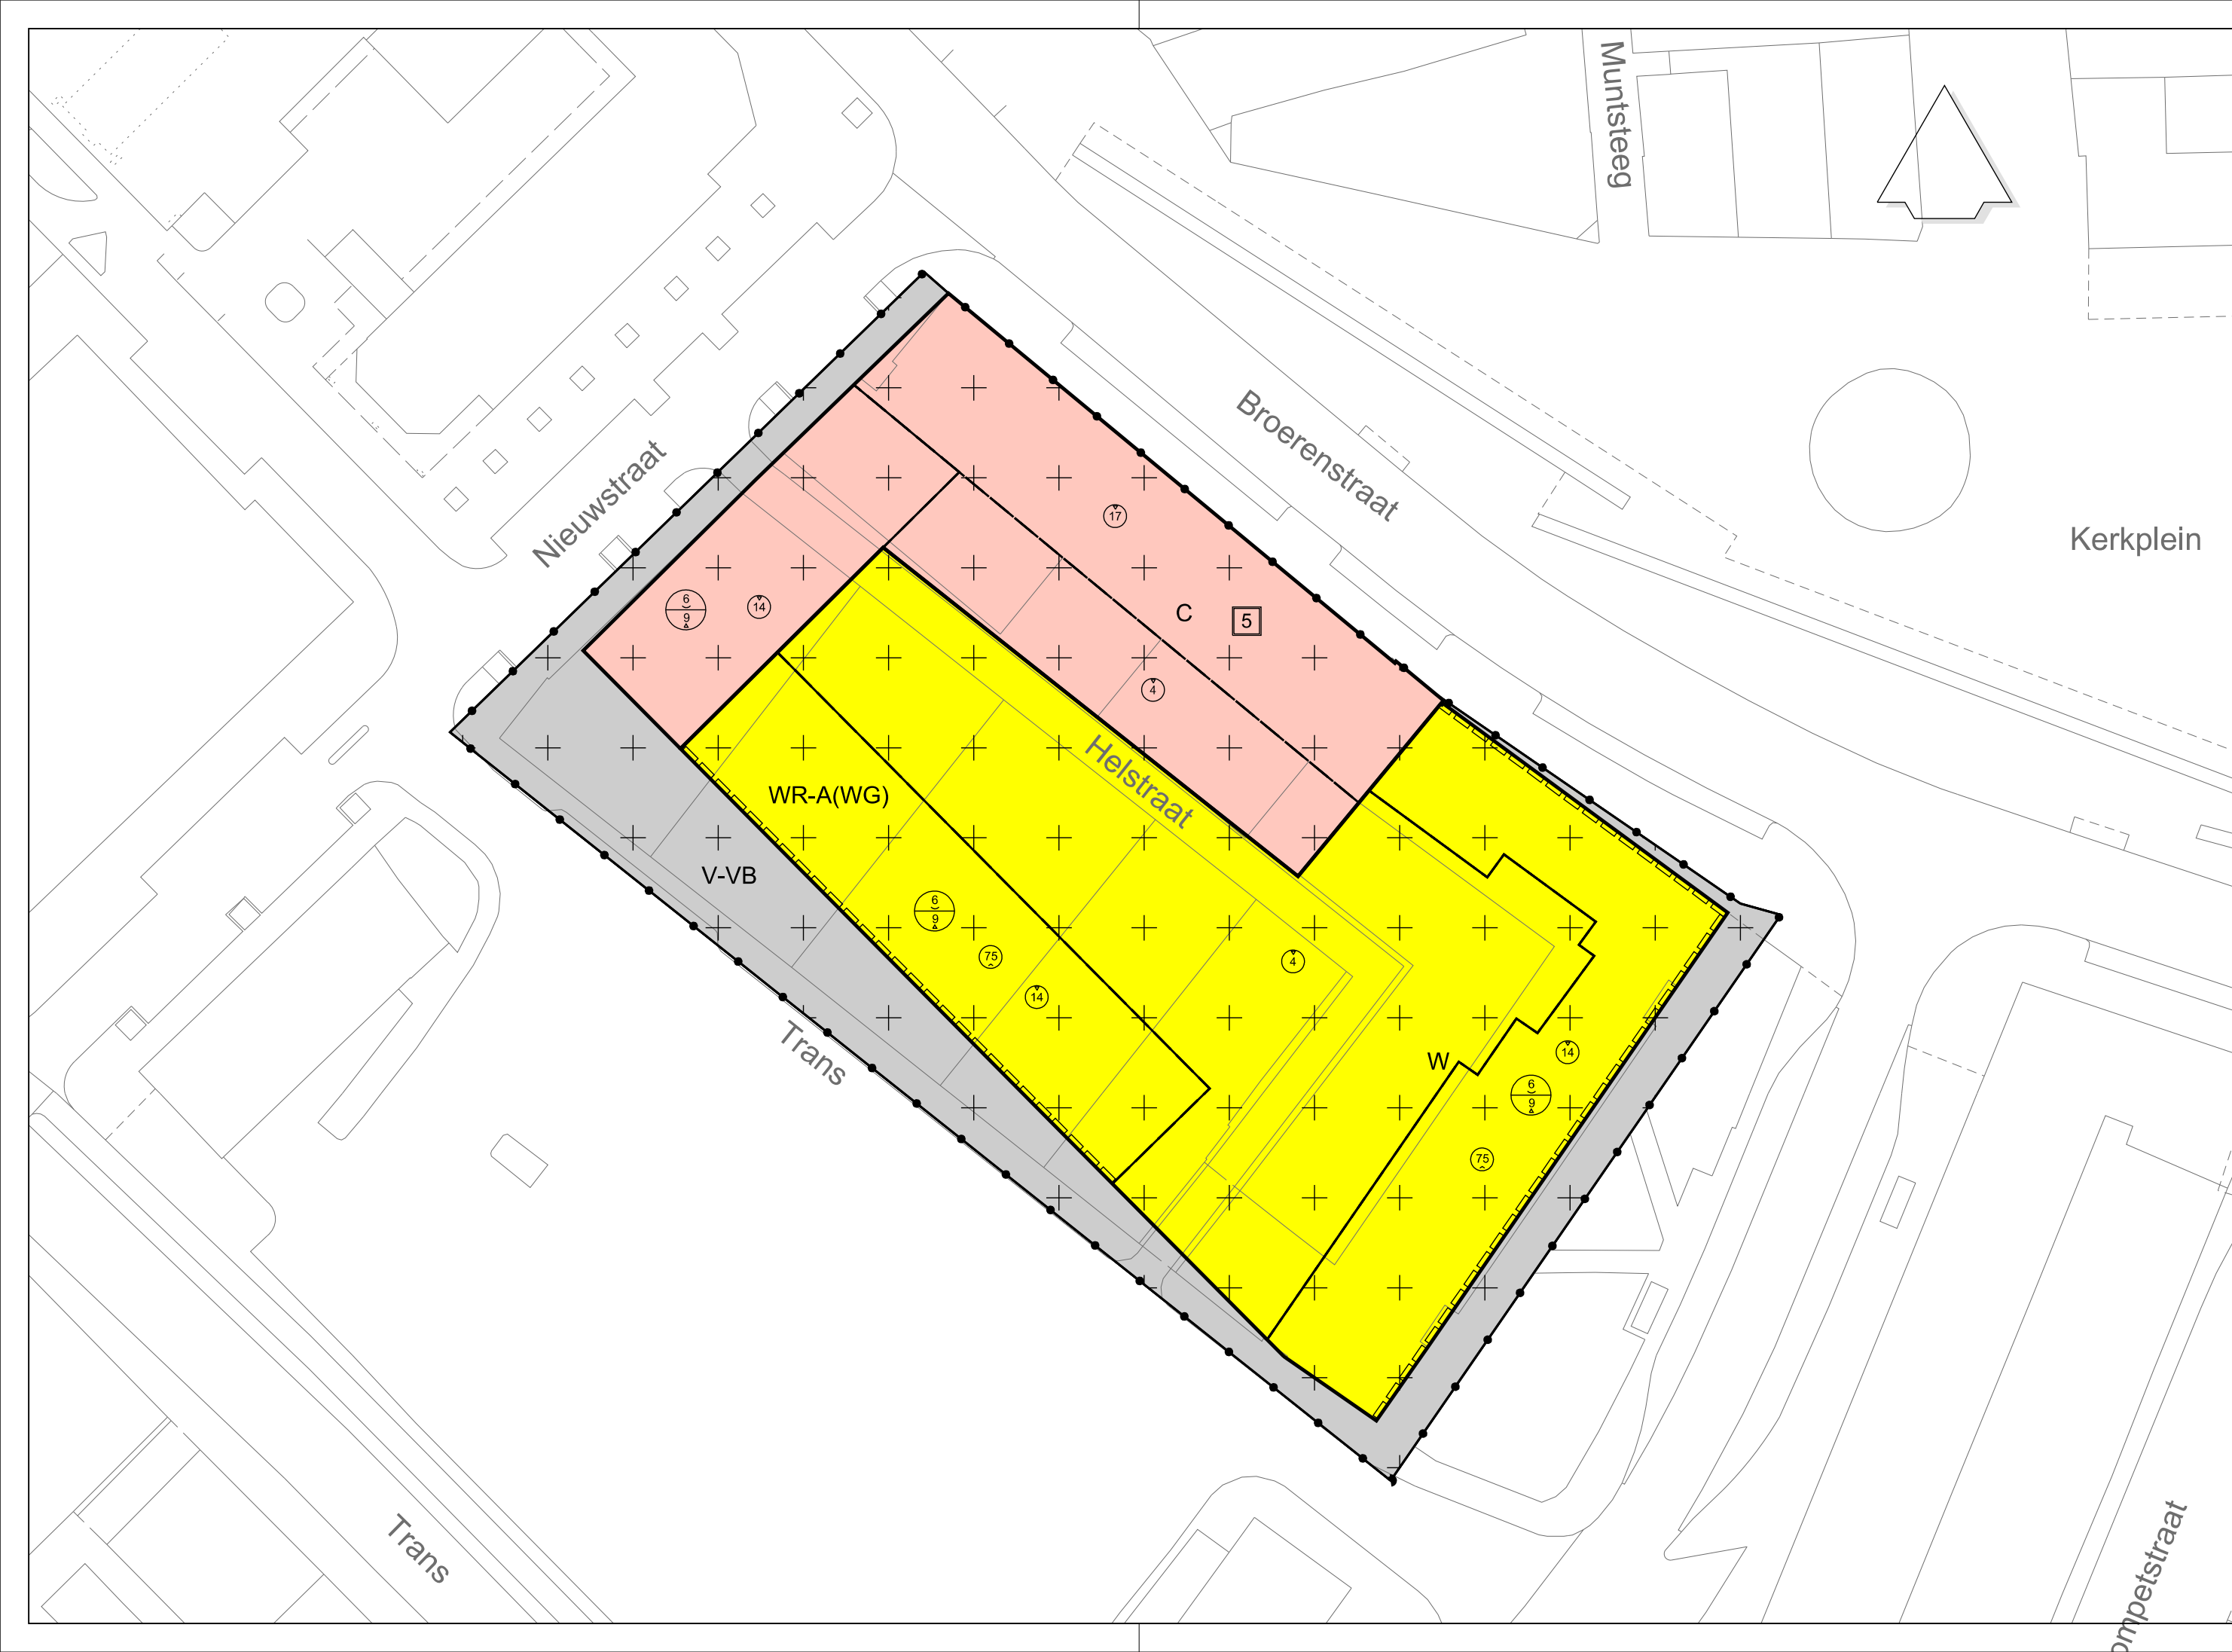 Muntsteeg
Broerenstraat
Nieuwstraat
Kerkplein
17
C
5
6
9
14
4
Helstraat
WR-A(WG)
V-VB
6
9
75
14
4
W
14
6
9
75
Trans
Trans
ompetstraat